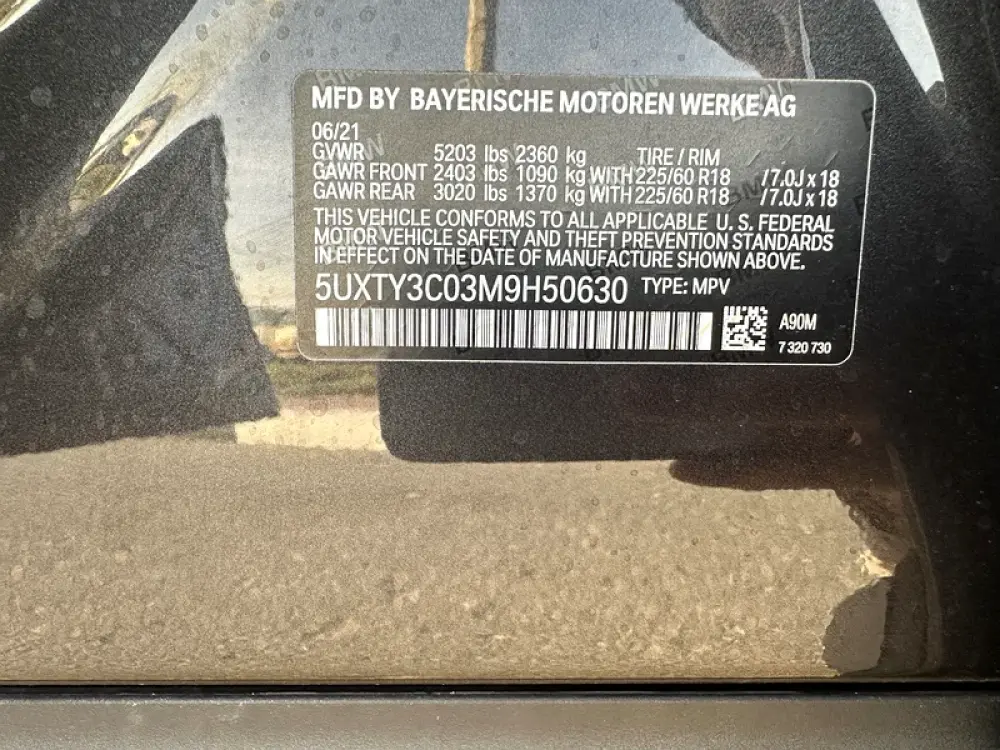 MFD BY BAYERISCHE MOTOREN WERKE AG
06/21
GVWR 5203 lbs 2360 kg TIRE / RIM
GAWR FRONT 2403 lbs 1090 kg WITH 225/60 R18 / 7.0J x 18
GAWR REAR 3020 lbs 1370 kg WITH 225/60 R18 / 7.0J x 18
THIS VEHICLE CONFORMS TO ALL APPLICABLE U. S. FEDERAL
MOTOR VEHICLE SAFETY AND THEFT PREVENTION STANDARDS
IN EFFECT ON THE DATE OF MANUFACTURE SHOWN ABOVE.
5UXTY3C03M9H50630 TYPE: MPV
A90M
7 320 730